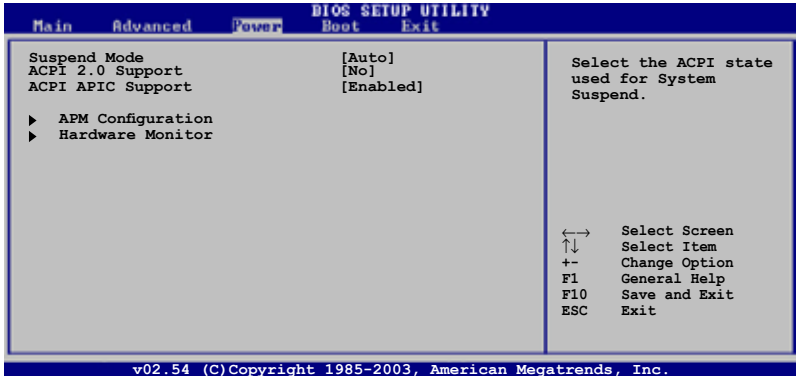 BIOS SETUP UTILITY
Main Advanced Power Boot Exit
Suspend Mode [Auto]
ACPI 2.0 Support [No]
ACPI APIC Support [Enabled]
APM Configuration
Hardware Monitor
Select the ACPI state
used for System
Suspend.
←→ Select Screen
↑↓ Select Item
+- Change Option
F1 General Help
F10 Save and Exit
ESC Exit
v02.54 (C)Copyright 1985-2003, American Megatrends, Inc.